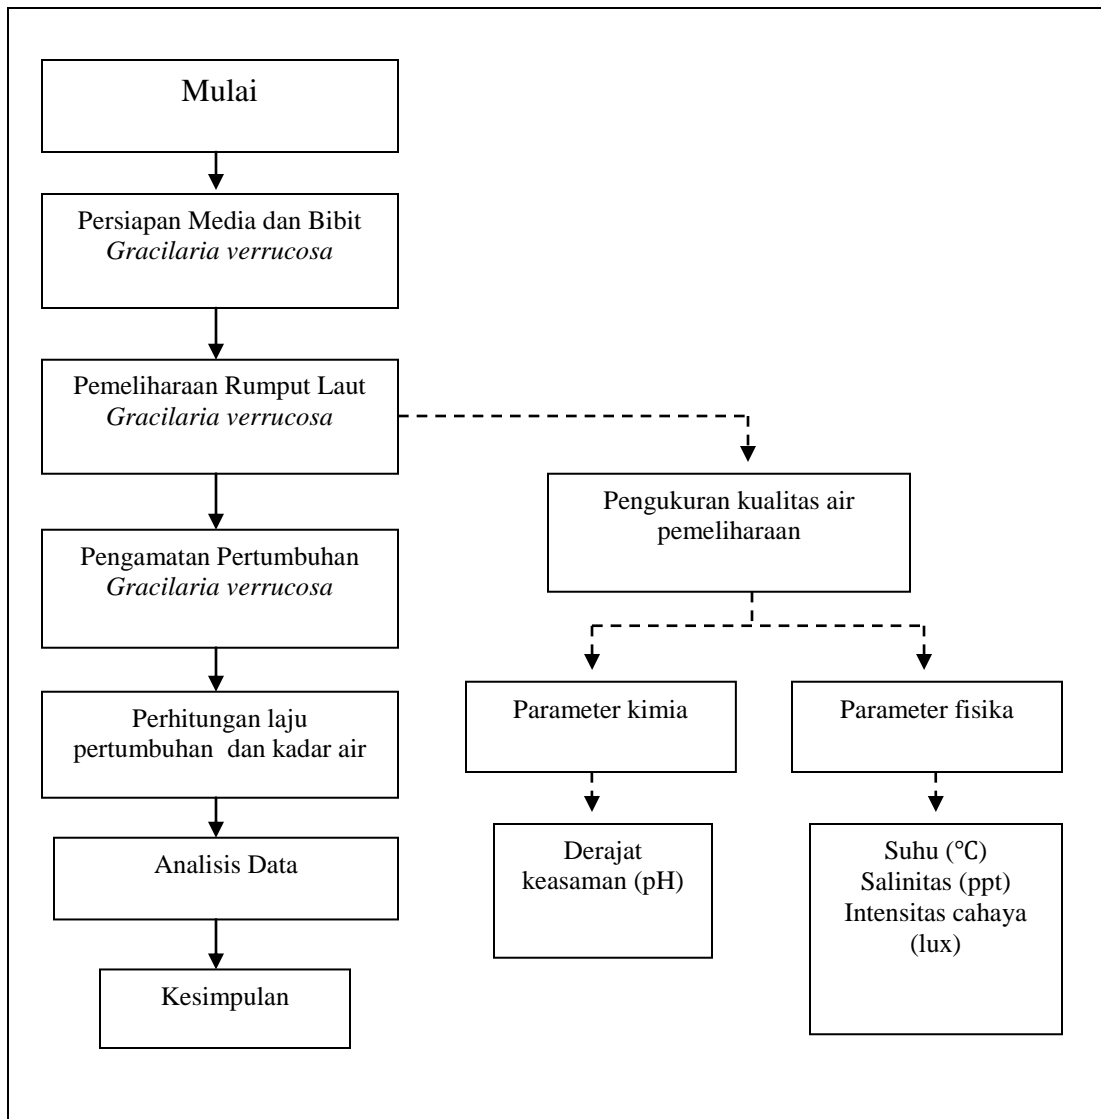 Mulai
Persiapan Media dan Bibit
Gracilaria verrucosa
Pemeliharaan Rumput Laut
Gracilaria verrucosa
Pengamatan Pertumbuhan
Gracilaria verrucosa
Perhitungan laju
pertumbuhan  dan kadar air
Analisis Data
Kesimpulan
Pengukuran kualitas air
pemeliharaan
Parameter kimia
Derajat
keasaman (pH)
Parameter fisika
Suhu (℃)
Salinitas (ppt)
Intensitas cahaya
(lux)